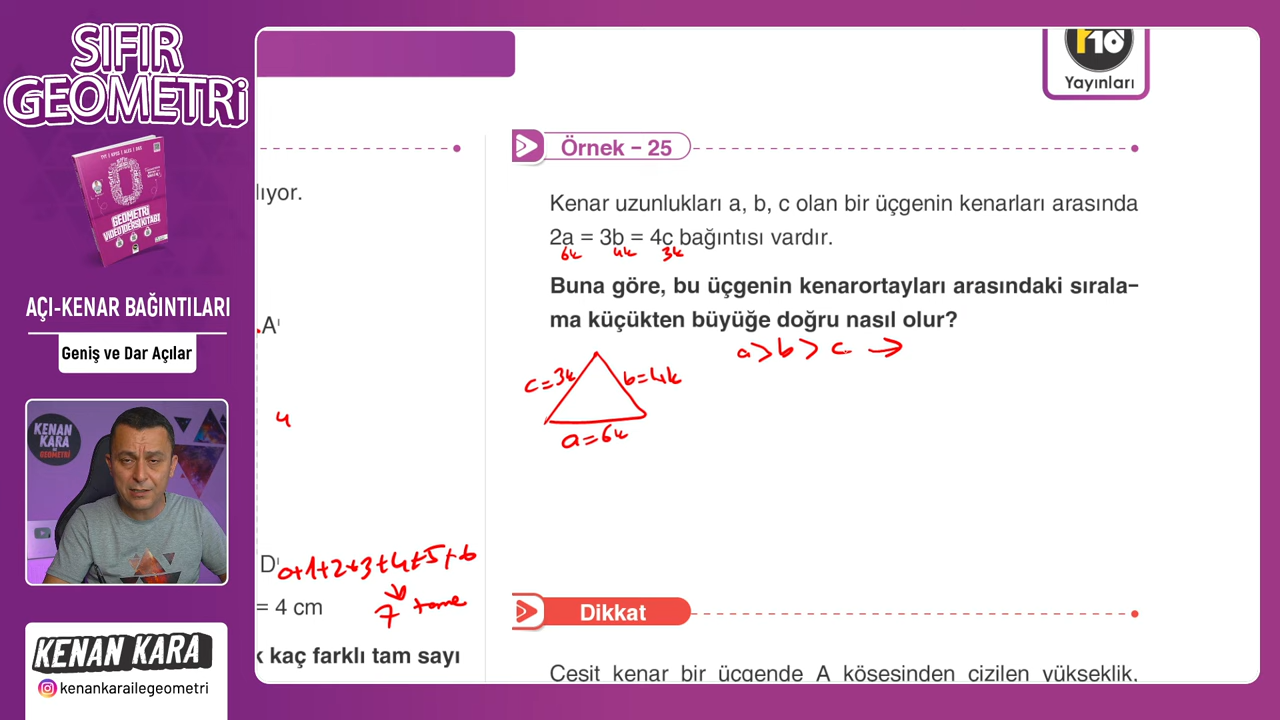 SIFIR
GEOMETRİ
GEOMETRİ
VİDEO DERS KİTABI
AÇI-KENAR BAĞINTILARI
Geniş ve Dar Açılar
KENAN
KARA
GEOMETRİ
KENAN KARA
kenankarailegeometri
lıyor.
A
4
D
0+1+2+3+4+5+6
7 tane
= 4 cm
k kaç farklı tam sayı
r10
Yayınları
Örnek – 25
Kenar uzunlukları a, b, c olan bir üçgenin kenarları arasında
2a = 3b = 4c bağıntısı vardır.
6k 4k 3k
Buna göre, bu üçgenin kenarortayları arasındaki sırala–
ma küçükten büyüğe doğru nasıl olur?
a > b > c →
c=3k b=4k
a=6k
Dikkat
Çeşit kenar bir üçgende A köşesinden çizilen yükseklik,